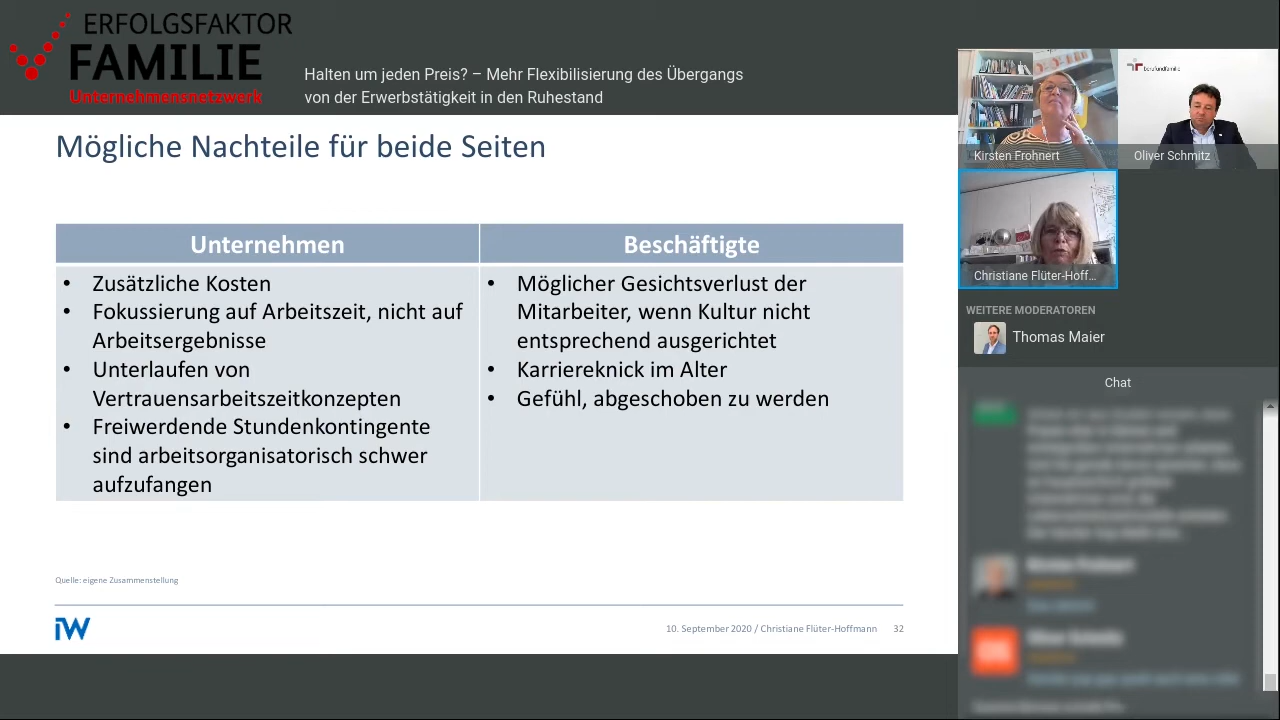 ERFOLGSFAKTOR
FAMILIE
Unternehmensnetzwerk
Halten um jeden Preis? – Mehr Flexibilisierung des Übergangs
von der Erwerbstätigkeit in den Ruhestand
Mögliche Nachteile für beide Seiten
Unternehmen
• Zusätzliche Kosten
• Fokussierung auf Arbeitszeit, nicht auf
Arbeitsergebnisse
• Unterlaufen von
Vertrauensarbeitszeitkonzepten
• Freiwerdende Stundenkontingente
sind arbeitsorganisatorisch schwer
aufzufangen
Beschäftigte
• Möglicher Gesichtsverlust der
Mitarbeiter, wenn Kultur nicht
entsprechend ausgerichtet
• Karriereknick im Alter
• Gefühl, abgeschoben zu werden
Quelle: eigene Zusammenstellung
iW
10. September 2020 / Christiane Flüter-Hoffmann 32
berufundfamilie
Kirsten Frohnert
Oliver Schmitz
Christiane Flüter-Hoff...
WEITERE MODERATOREN
Thomas Maier
Chat